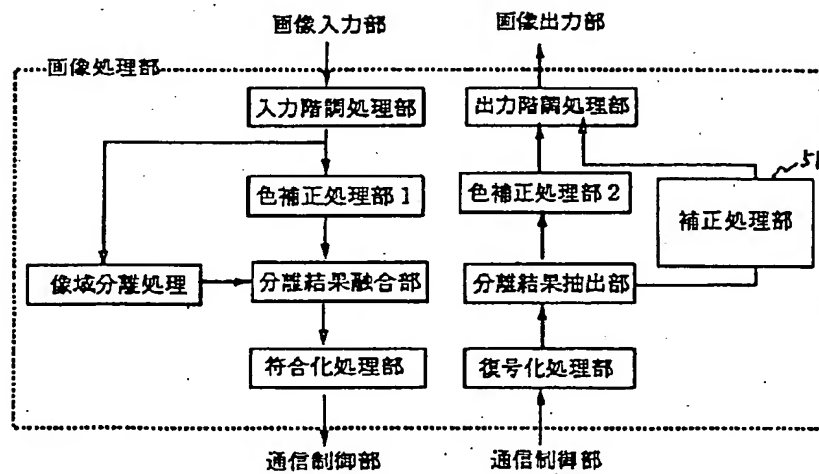 画像入力部
画像出力部
画像処理部
入力階調処理部
出力階調処理部
色補正処理部1
色補正処理部2
補正処理部
像域分離処理
分離結果融合部
分離結果抽出部
符合化処理部
復号化処理部
通信制御部
通信制御部